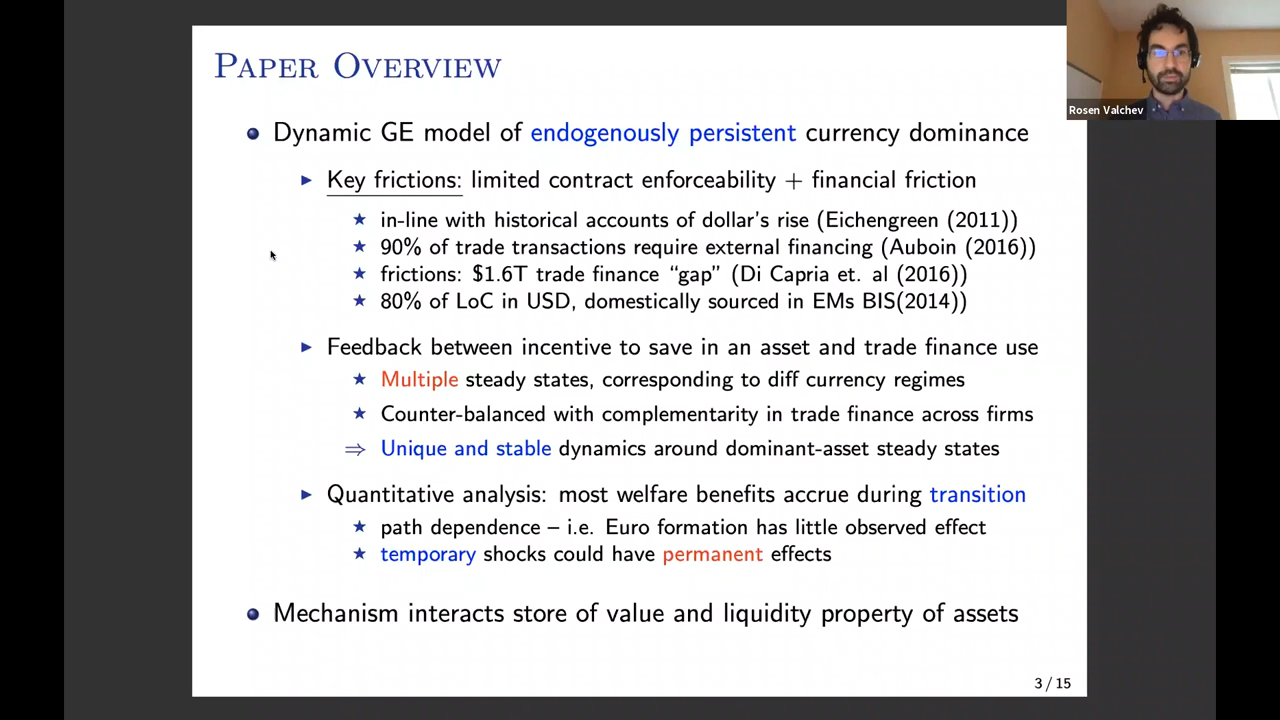 PAPER OVERVIEW
Rosen Valchev
Dynamic GE model of endogenously persistent currency dominance
Key frictions: limited contract enforceability + financial friction
in-line with historical accounts of dollar's rise (Eichengreen (2011))
90% of trade transactions require external financing (Auboin (2016))
frictions: $1.6T trade finance "gap" (Di Capria et. al (2016))
80% of LoC in USD, domestically sourced in EMs BIS(2014))
Feedback between incentive to save in an asset and trade finance use
Multiple steady states, corresponding to diff currency regimes
Counter-balanced with complementarity in trade finance across firms
⇒ Unique and stable dynamics around dominant-asset steady states
Quantitative analysis: most welfare benefits accrue during transition
path dependence – i.e. Euro formation has little observed effect
temporary shocks could have permanent effects
Mechanism interacts store of value and liquidity property of assets
3 / 15